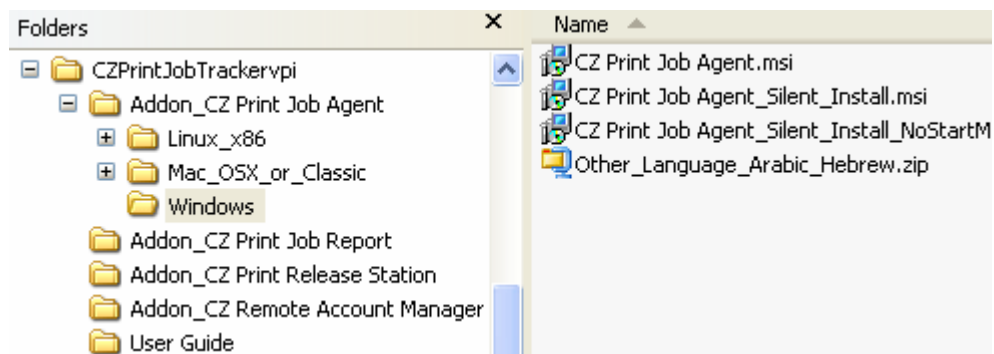 Folders
CZPrintJobTrackervpi
Addon_CZ Print Job Agent
Linux_x86
Mac_OSX_or_Classic
Windows
Addon_CZ Print Job Report
Addon_CZ Print Release Station
Addon_CZ Remote Account Manager
User Guide
Name
CZ Print Job Agent.msi
CZ Print Job Agent_Silent_Install.msi
CZ Print Job Agent_Silent_Install_NoStartM
Other_Language_Arabic_Hebrew.zip